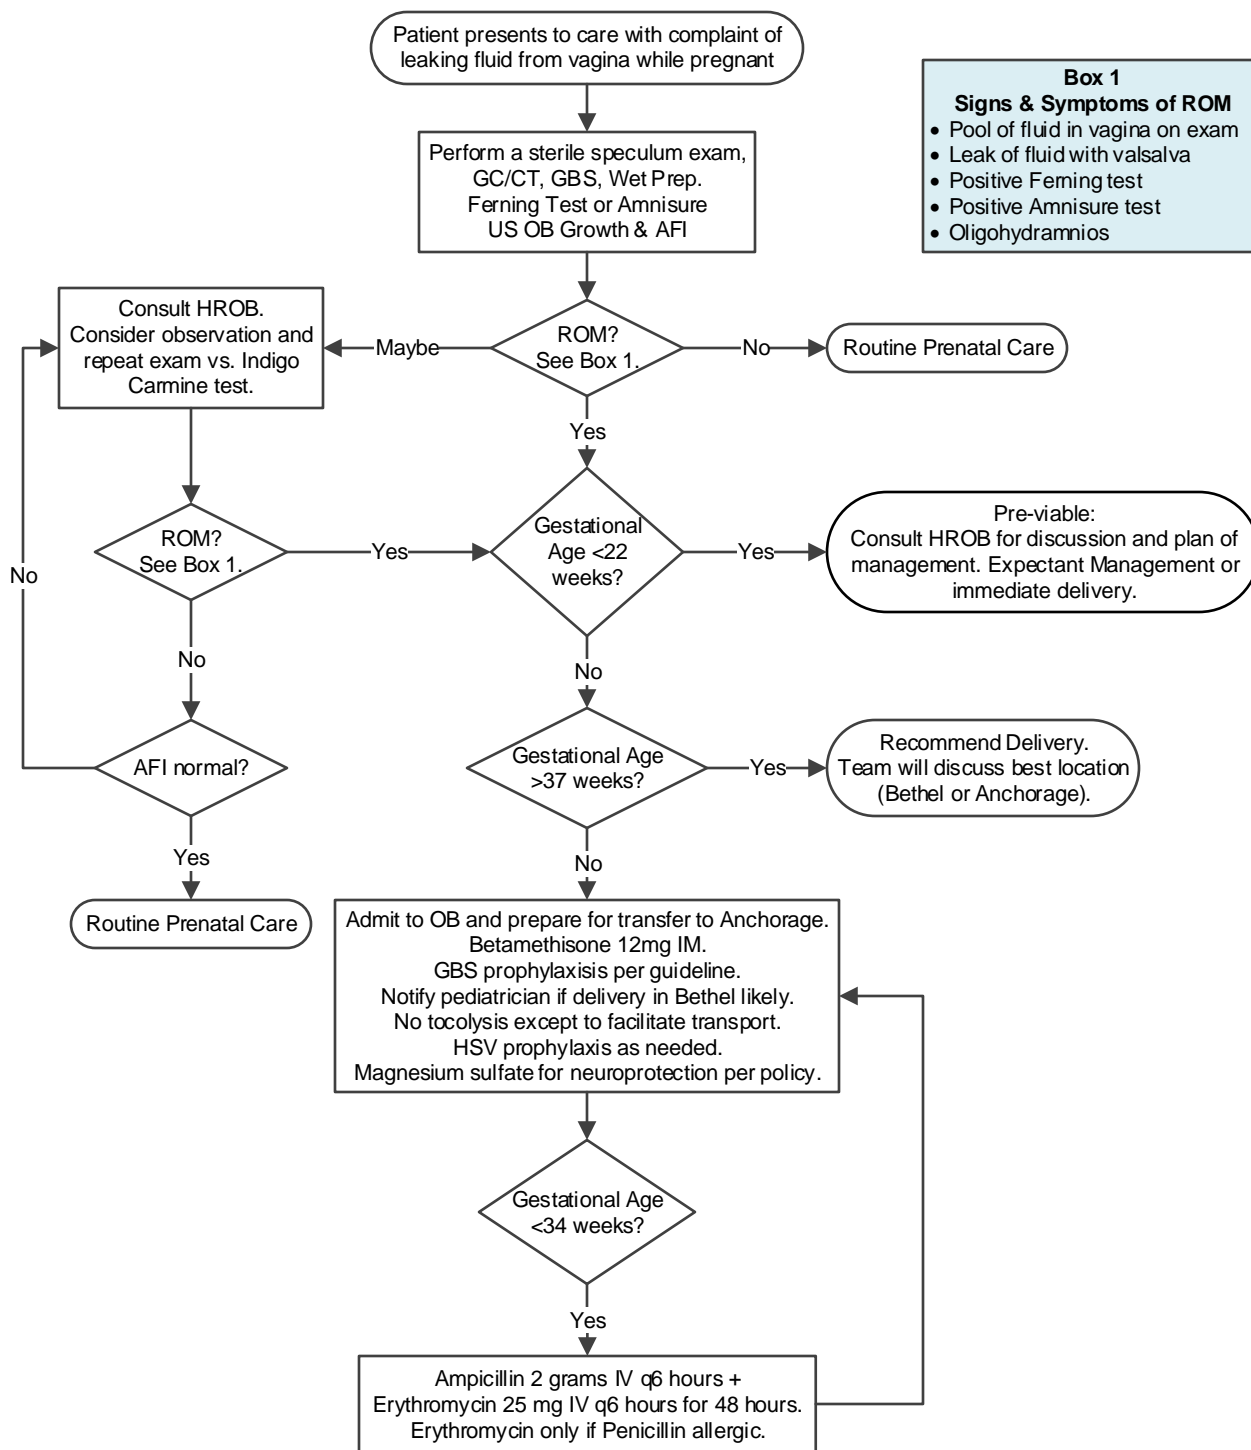 Patient presents to care with complaint of
leaking fluid from vagina while pregnant
Box 1
Signs & Symptoms of ROM
• Pool of fluid in vagina on exam
• Leak of fluid with valsalva
• Positive Ferning test
• Positive Amnisure test
• Oligohydramnios
Perform a sterile speculum exam,
GC/CT, GBS, Wet Prep.
Ferning Test or Amnisure
US OB Growth & AFI
Consult HROB.
Consider observation and
repeat exam vs. Indigo
Carmine test.
Maybe
ROM?
See Box 1.
No
Routine Prenatal Care
Yes
ROM?
See Box 1.
Yes
Gestational
Age <22
weeks?
Yes
Pre-viable:
Consult HROB for discussion and plan of
management. Expectant Management or
immediate delivery.
No
No
No
AFI normal?
Gestational Age
>37 weeks?
Yes
Recommend Delivery.
Team will discuss best location
(Bethel or Anchorage).
Yes
No
Routine Prenatal Care
Admit to OB and prepare for transfer to Anchorage.
Betamethisone 12mg IM.
GBS prophylaxisis per guideline.
Notify pediatrician if delivery in Bethel likely.
No tocolysis except to facilitate transport.
HSV prophylaxis as needed.
Magnesium sulfate for neuroprotection per policy.
Gestational Age
<34 weeks?
Yes
Ampicillin 2 grams IV q6 hours +
Erythromycin 25 mg IV q6 hours for 48 hours.
Erythromycin only if Penicillin allergic.